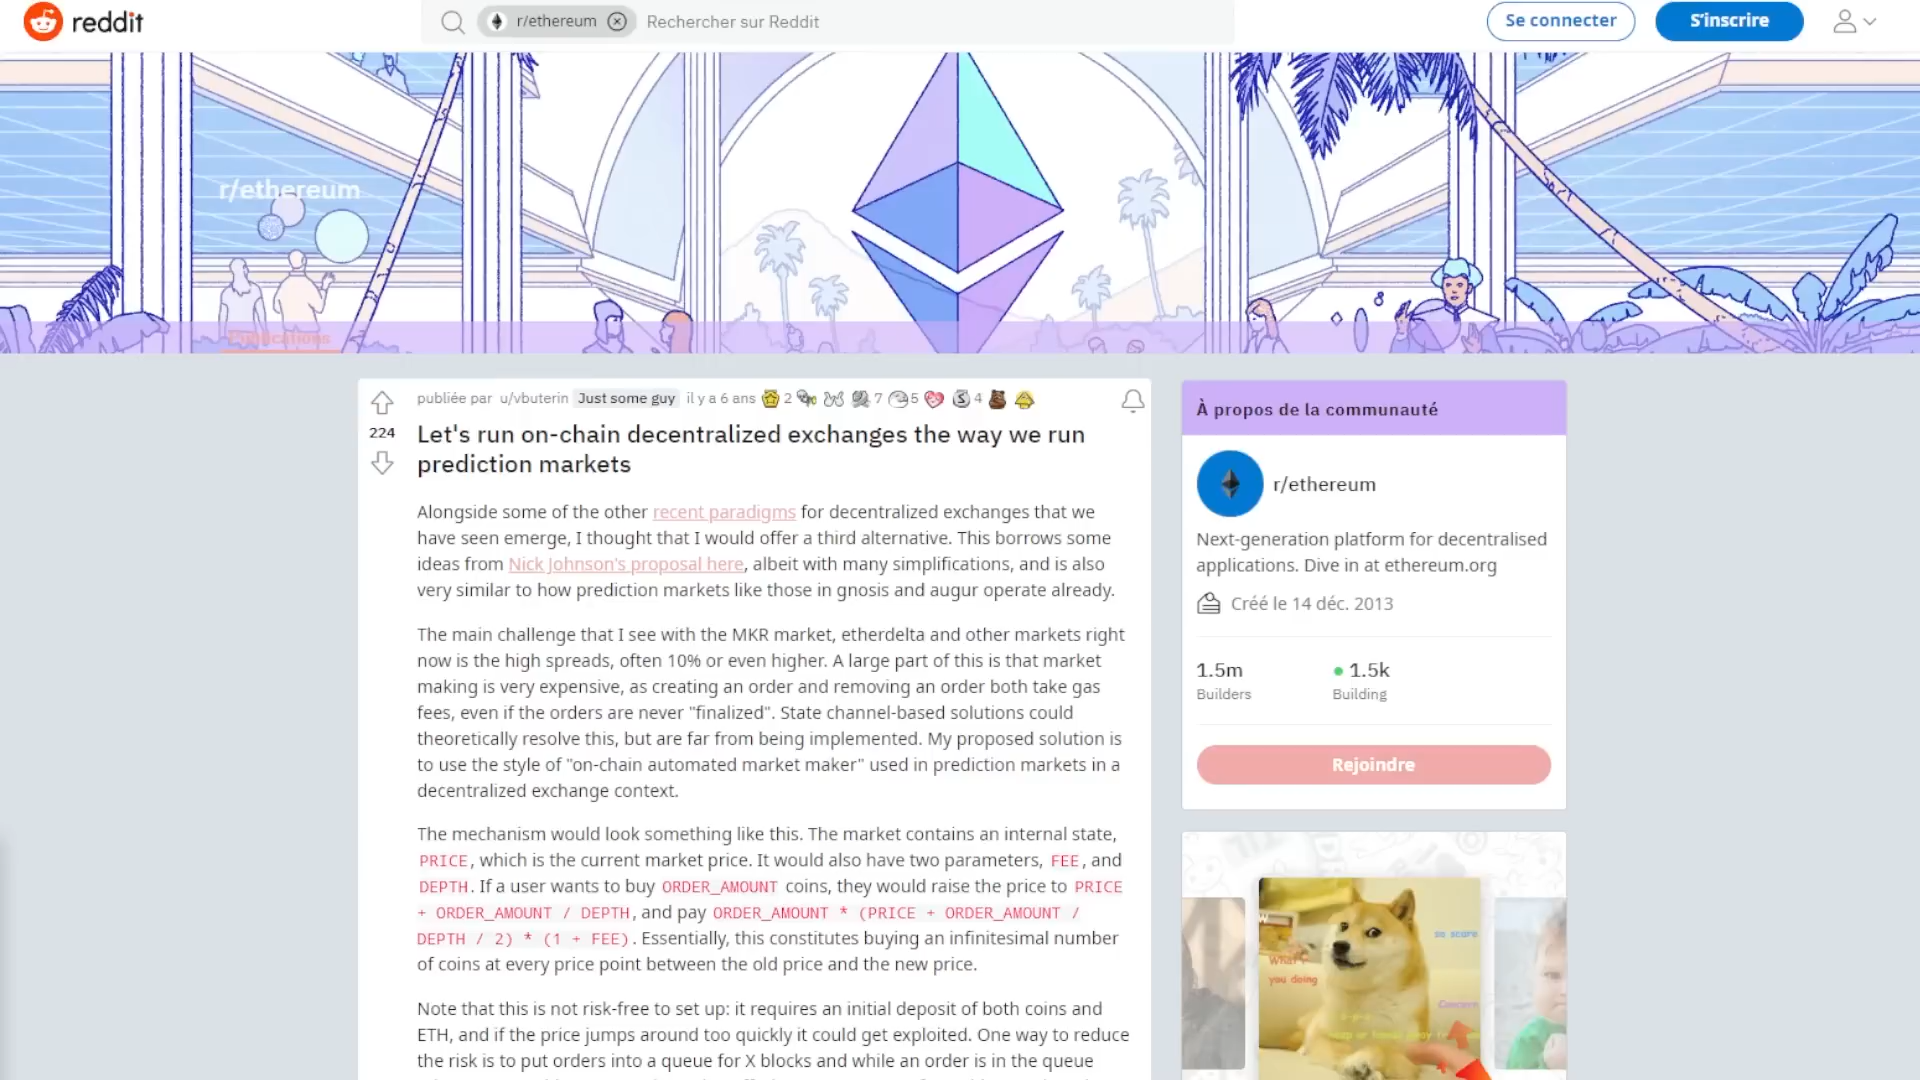 reddit
r/ethereum
Rechercher sur Reddit
Se connecter
S'inscrire
r/ethereum
Publications
publiée par u/vbuterin Just some guy il y a 6 ans 2 7 5 4
224
Let's run on-chain decentralized exchanges the way we run
prediction markets
Alongside some of the other recent paradigms for decentralized exchanges that we
have seen emerge, I thought that I would offer a third alternative. This borrows some
ideas from Nick Johnson's proposal here, albeit with many simplifications, and is also
very similar to how prediction markets like those in gnosis and augur operate already.
The main challenge that I see with the MKR market, etherdelta and other markets right
now is the high spreads, often 10% or even higher. A large part of this is that market
making is very expensive, as creating an order and removing an order both take gas
fees, even if the orders are never "finalized". State channel-based solutions could
theoretically resolve this, but are far from being implemented. My proposed solution is
to use the style of "on-chain automated market maker" used in prediction markets in a
decentralized exchange context.
The mechanism would look something like this. The market contains an internal state,
PRICE, which is the current market price. It would also have two parameters, FEE, and
DEPTH. If a user wants to buy ORDER_AMOUNT coins, they would raise the price to PRICE
+ ORDER_AMOUNT / DEPTH, and pay ORDER_AMOUNT * (PRICE + ORDER_AMOUNT /
DEPTH / 2) * (1 + FEE). Essentially, this constitutes buying an infinitesimal number
of coins at every price point between the old price and the new price.
Note that this is not risk-free to set up: it requires an initial deposit of both coins and
ETH, and if the price jumps around too quickly it could get exploited. One way to reduce
the risk is to put orders into a queue for X blocks and while an order is in the queue
À propos de la communauté
r/ethereum
Next-generation platform for decentralised
applications. Dive in at ethereum.org
Créé le 14 déc. 2013
1.5m
Builders
1.5k
Building
Rejoindre
so scare
What r
you doing
Concern